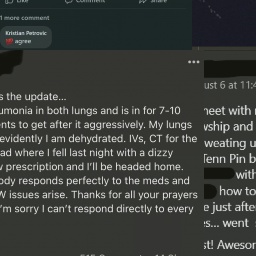 Like
Comment
Share
1 more comment
Kristian Petrovic
agree
s the update...
umonia in both lungs and is in for 7-10
nts to get after it aggressively. My lungs
evidently I am dehydrated. IVs, CT for the
ad where I fell last night with a dizzy
prescription and I'll be headed home.
ody responds perfectly to the meds and
W issues arise. Thanks for all your prayers
'm sorry I can't respond directly to every
ust 6 at 11:4
neet with
wship and
weating u
Tenn Pin b
with
how to
e just afte
s... went
st! Awesor